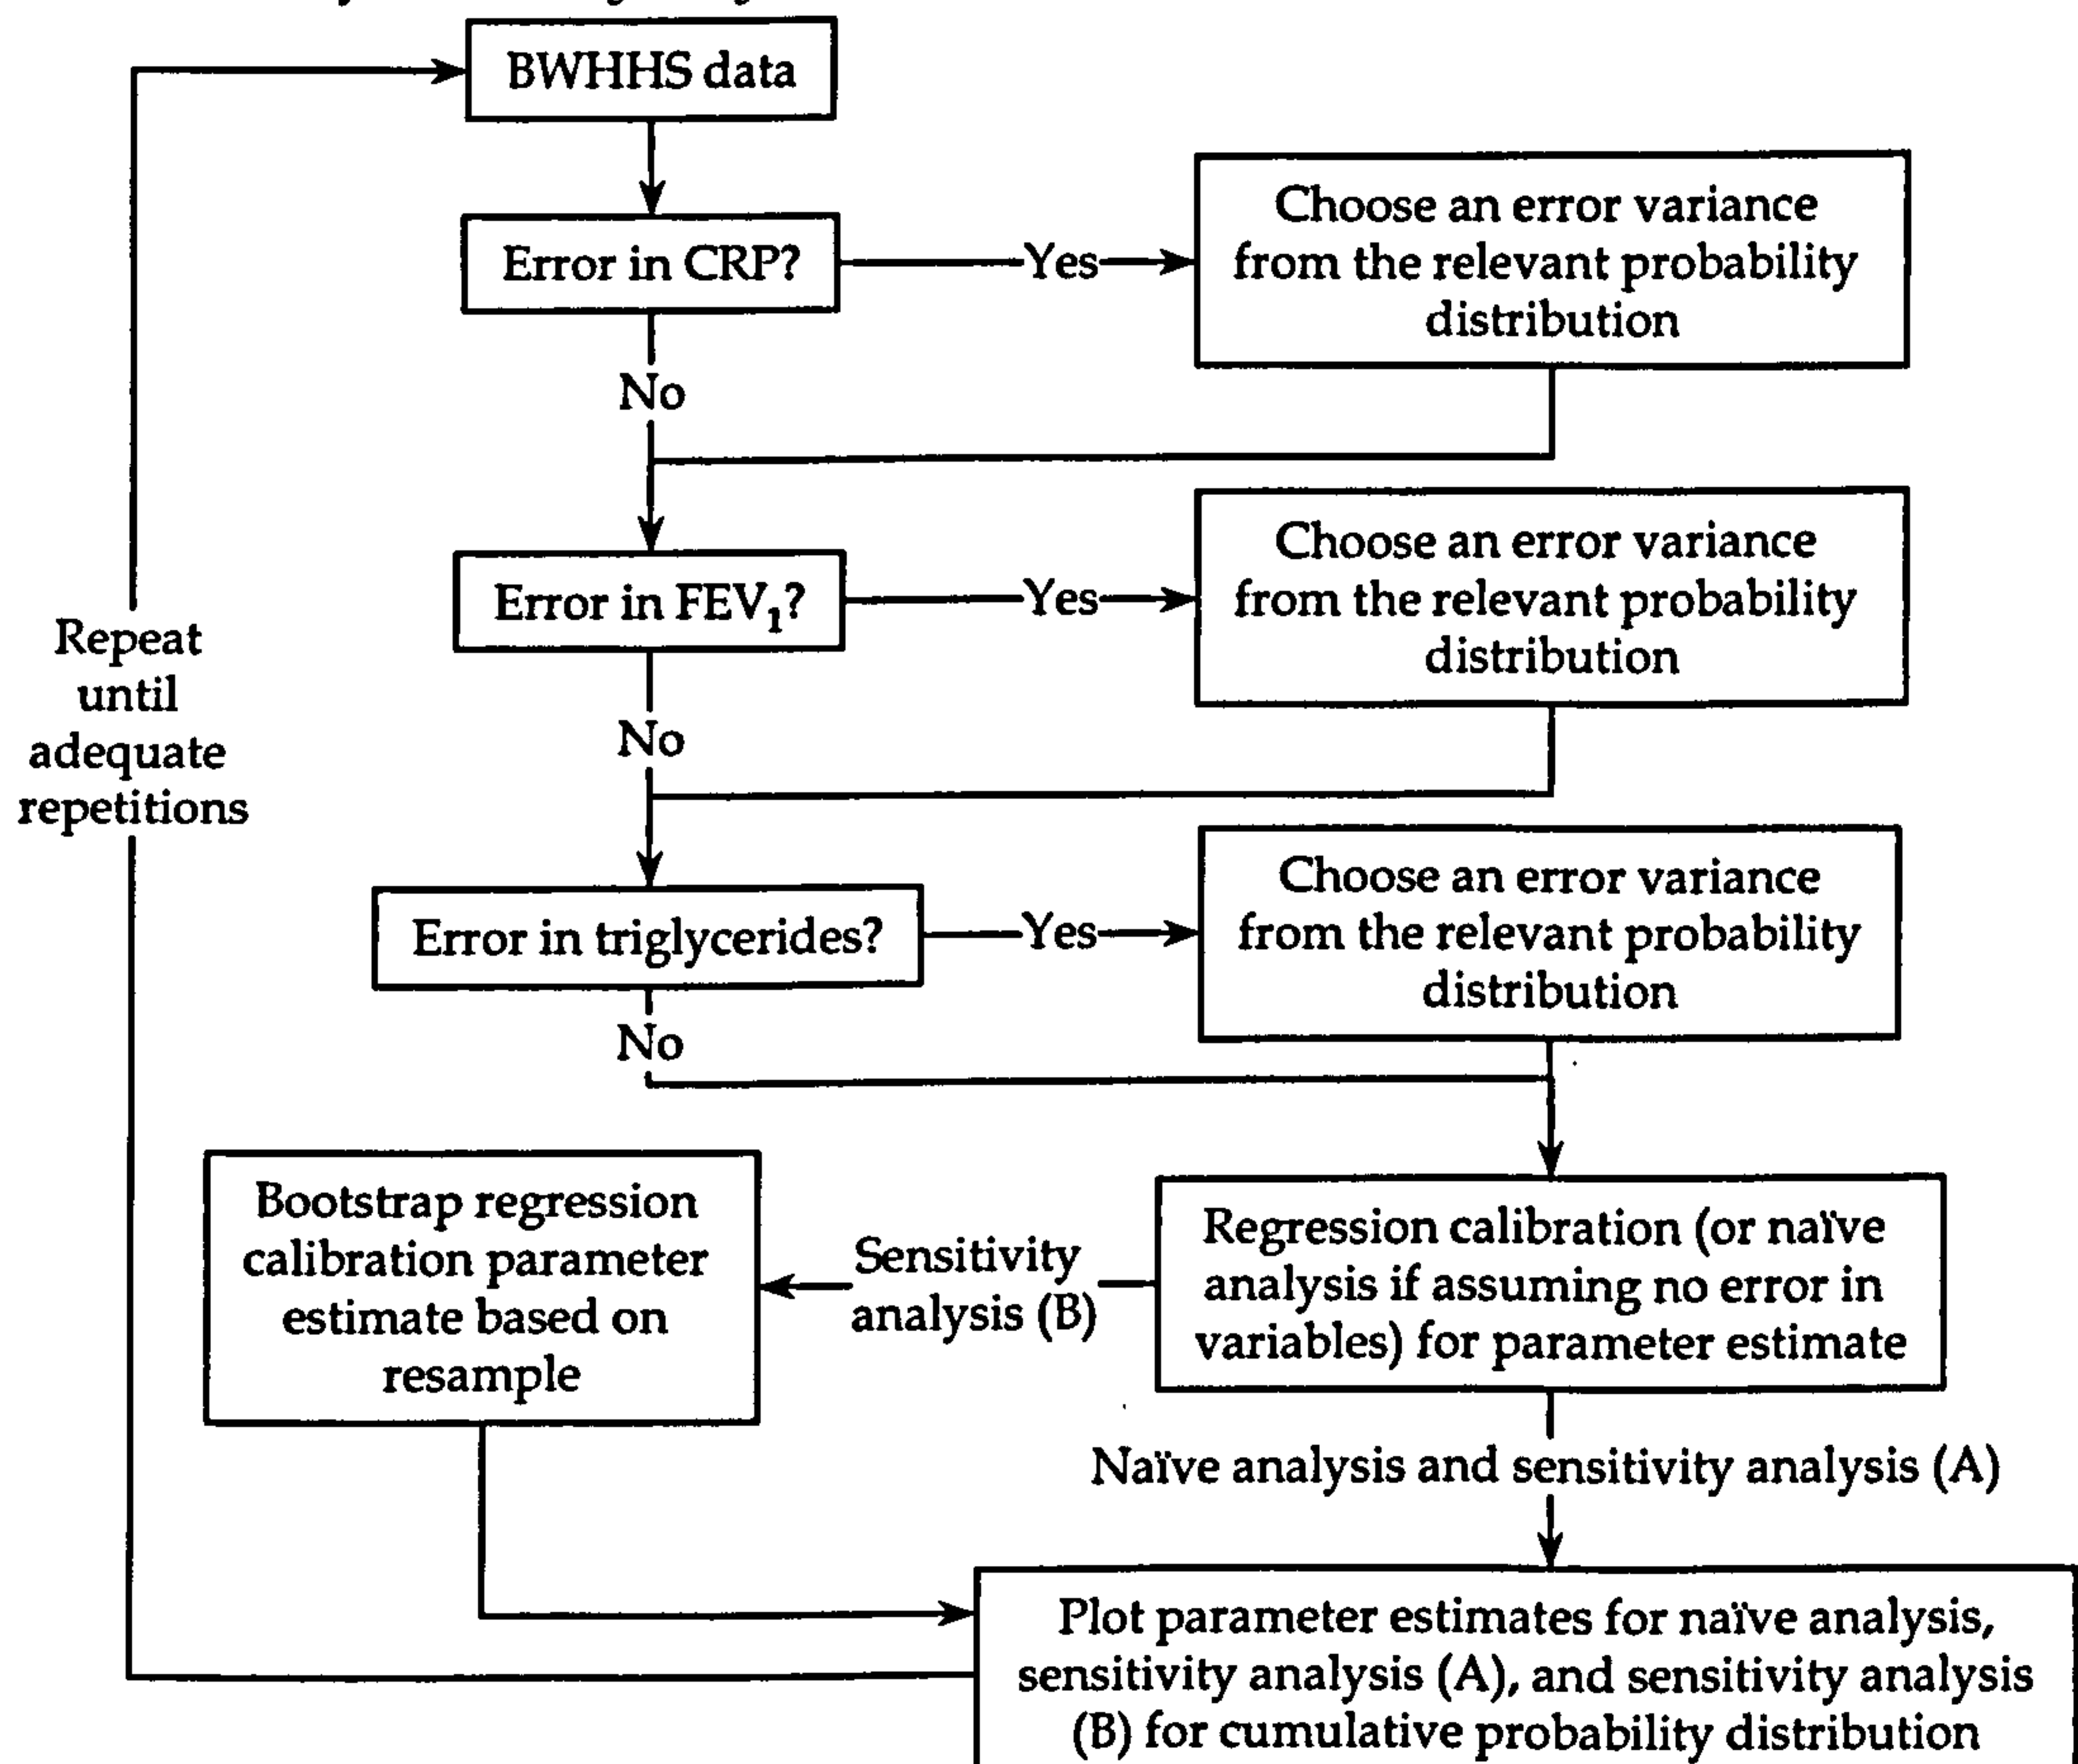 BWHHS data
Error in CRP?
Yes
Choose an error variance
from the relevant probability
distribution
No
Error in FEV₁?
Yes
Choose an error variance
from the relevant probability
distribution
Repeat
until
adequate
repetitions
No
Error in triglycerides?
Yes
Choose an error variance
from the relevant probability
distribution
No
Bootstrap regression
calibration parameter
estimate based on
resample
Sensitivity
analysis (B)
Regression calibration (or naïve
analysis if assuming no error in
variables) for parameter estimate
Naïve analysis and sensitivity analysis (A)
Plot parameter estimates for naïve analysis,
sensitivity analysis (A), and sensitivity analysis
(B) for cumulative probability distribution